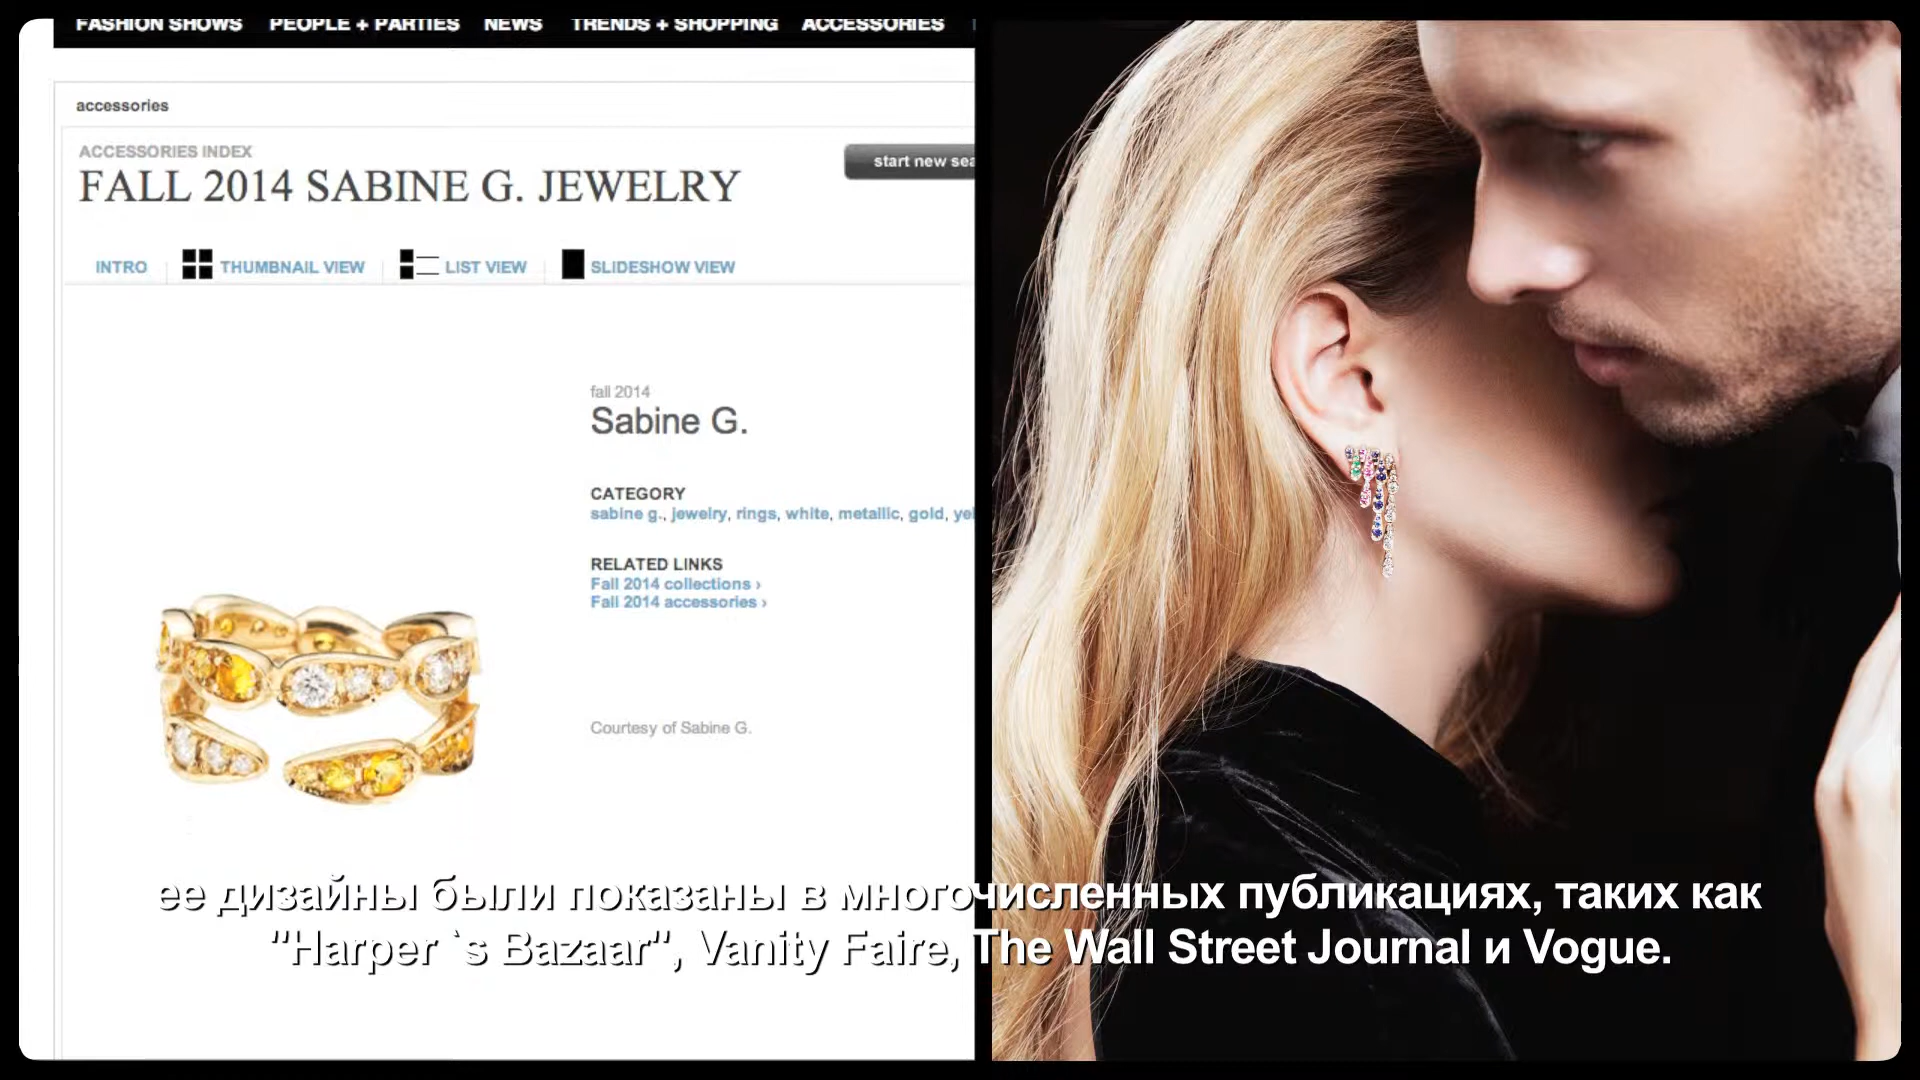 FASHION SHOWS PEOPLE + PARTIES NEWS TRENDS + SHOPPING ACCESSORIES
accessories
ACCESSORIES INDEX
FALL 2014 SABINE G. JEWELRY
start new sea
INTRO THUMBNAIL VIEW LIST VIEW SLIDESHOW VIEW
fall 2014
Sabine G.
CATEGORY
sabine g., jewelry, rings, white, metallic, gold, yel
RELATED LINKS
Fall 2014 collections ›
Fall 2014 accessories ›
Courtesy of Sabine G.
ее дизайны были показаны в многочисленных публикациях, таких как
"Harper `s Bazaar", Vanity Faire, The Wall Street Journal и Vogue.